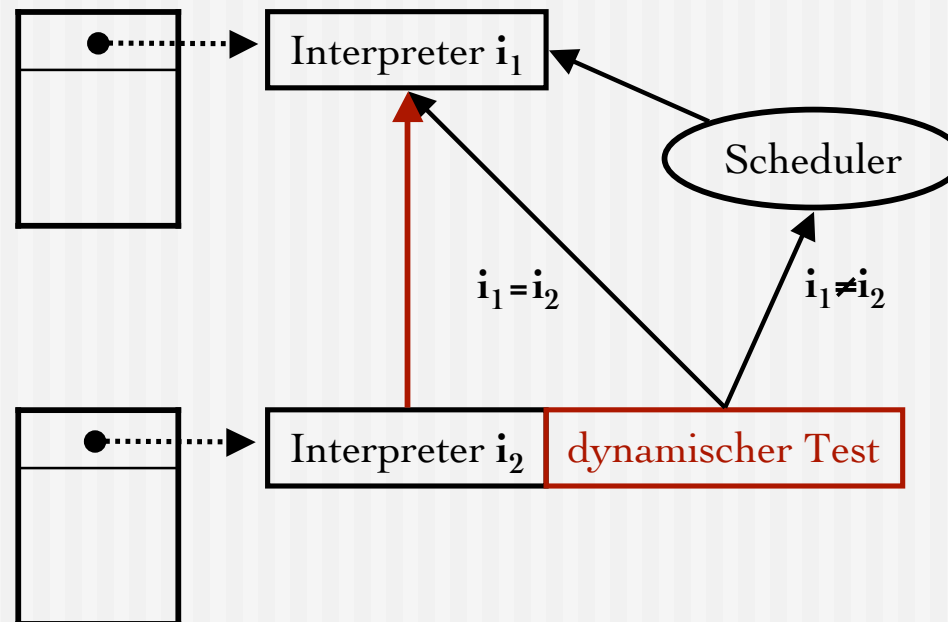 Interpreter i₁
Scheduler
i₁=i₂
i₁≠i₂
Interpreter i₂
dynamischer Test